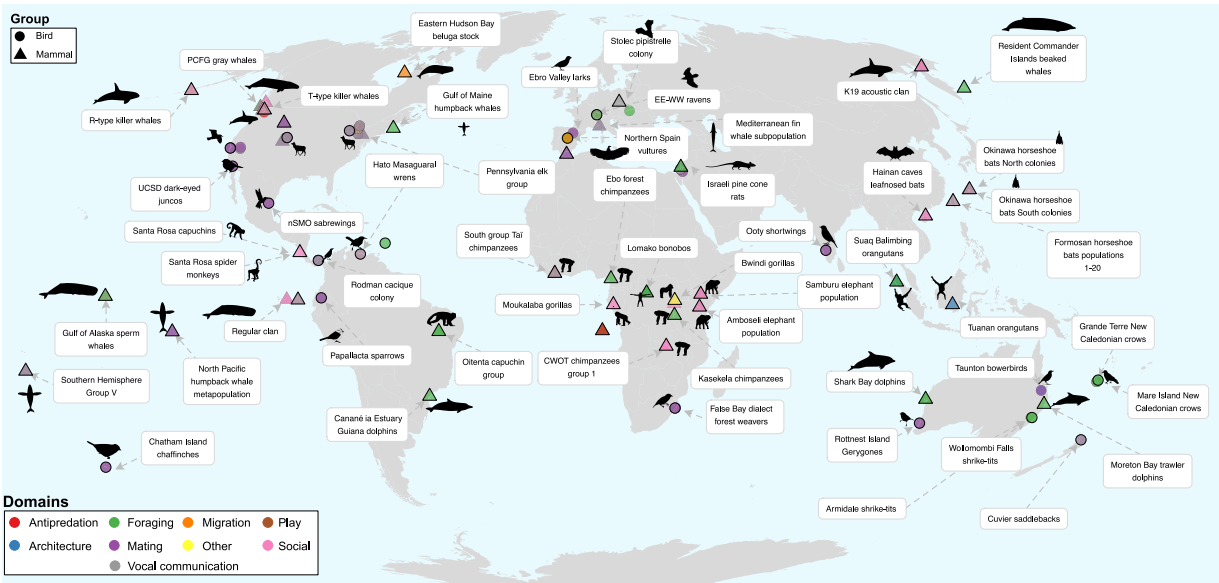 Group
Bird
Mammal
PCFG gray whales
R-type killer whales
T-type killer whales
Eastern Hudson Bay
beluga stock
Gulf of Maine
humpback whales
Stolec pipistrelle
colony
Ebro Valley larks
EE-WW ravens
Mediterranean fin
whale subpopulation
Northern Spain
vultures
K19 acoustic clan
Resident Commander
Islands beaked
whales
Okinawa horseshoe
bats North colonies
Hainan caves
leafnosed bats
Okinawa horseshoe
bats South colonies
Formosan horseshoe
bats populations
1-20
Hato Masaguaral
wrens
Pennsylvania elk
group
Ebo forest
chimpanzees
Israeli pine cone
rats
UCSD dark-eyed
juncos
nSMO sabrewings
Santa Rosa capuchins
Santa Rosa spider
monkeys
South group Taï
chimpanzees
Lomako bonobos
Ooty shortwings
Suaq Balimbing
orangutans
Bwindi gorillas
Rodman cacique
colony
Moukalaba gorillas
Samburu elephant
population
Amboseli elephant
population
Tuanan orangutans
Grande Terre New
Caledonian crows
Gulf of Alaska sperm
whales
Regular clan
Papallacta sparrows
Southern Hemisphere
Group V
North Pacific
humpback whale
metapopulation
Oitenta capuchin
group
CWOT chimpanzees
group 1
Kasekela chimpanzees
Shark Bay dolphins
Taunton bowerbirds
Mare Island New
Caledonian crows
Canané ia Estuary
Guiana dolphins
False Bay dialect
forest weavers
Rottnest Island
Gerygones
Wollomombi Falls
shrike-tits
Moreton Bay trawler
dolphins
Chatham Island
chaffinches
Armidale shrike-tits
Cuvier saddlebacks
Domains
Antipredation
Foraging
Migration
Play
Architecture
Mating
Other
Social
Vocal communication